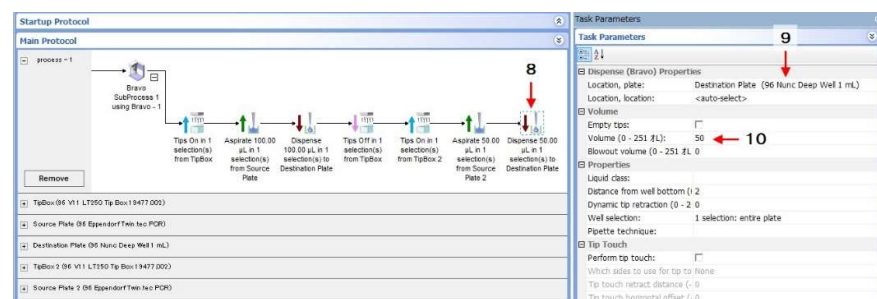 Startup Protocol
Main Protocol
process - 1
Bravo
SubProcess 1
using Bravo - 1
8
Tips On in 1
selection(s)
from TipBox
Aspirate 100.00
µL in 1
selection(s)
from Source
Plate
Dispense
100.00 µL in 1
selection(s) to
Destination Plate
Tips Off in 1
selection(s)
from TipBox
Tips On in 1
selection(s)
from TipBox 2
Aspirate 50.00
µL in 1
selection(s)
from Source
Plate 2
Dispense 50.00
µL in 1
selection(s) to
Destination Plate
Remove
TipBox (96 V11 LT250 Tip Box 19477.002)
Source Plate (96 Eppendorf Twin.tec PCR)
Destination Plate (96 Nunc Deep Well 1 mL)
TipBox 2 (96 V11 LT250 Tip Box 19477.002)
Source Plate 2 (96 Eppendorf Twin.tec PCR)
Task Parameters
Task Parameters
9
Dispense (Bravo) Properties
Location, plate: Destination Plate (96 Nunc Deep Well 1 mL)
Location, location: <auto-select>
Volume
Empty tips:
Volume (0 - 251  紮): 50
10
Blowout volume (0 - 251 0
Properties
Liquid class:
Distance from well bottom ( 2
Dynamic tip retraction (0 - 2 0
Well selection: 1 selection: entire plate
Pipette technique:
Tip Touch
Perform tip touch:
Which sides to use for tip to None
Tip touch retract distance (- 0
Tip touch horizontal offset (- 0